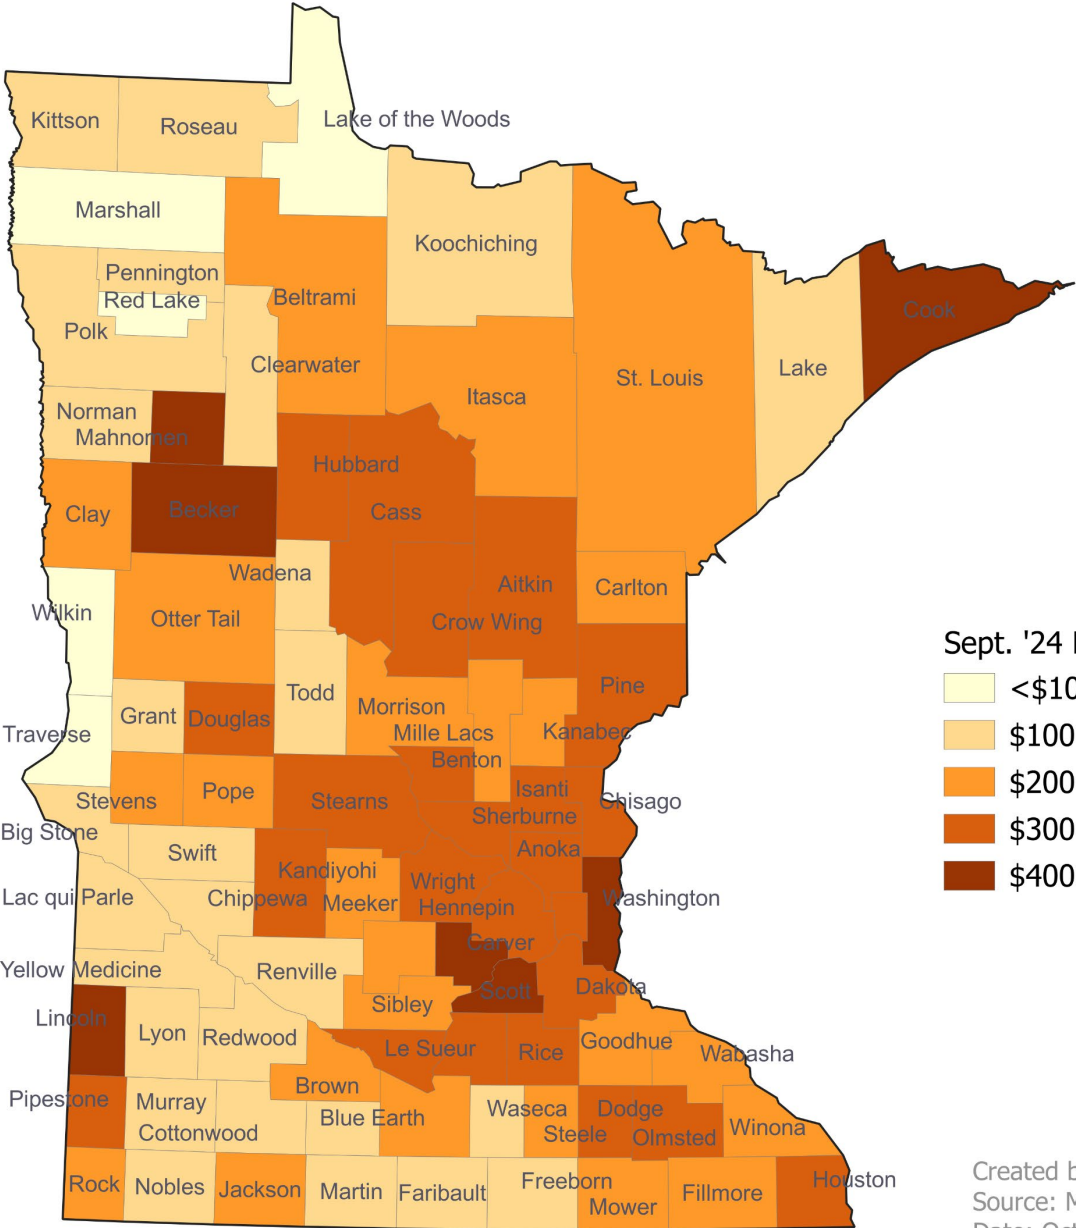 Kittson
Roseau
Lake of the Woods
Marshall
Koochiching
Pennington
Red Lake
Beltrami
Cook
Polk
Clearwater
Lake
St. Louis
Itasca
Norman
Mahnomen
Hubbard
Clay
Becker
Cass
Wadena
Aitkin
Carlton
Wilkin
Otter Tail
Crow Wing
Sept. '24
Pine
<$10
Todd
Grant
Douglas
Morrison
Traverse
Mille Lacs
Kanabec
$100
Benton
Stevens
Pope
Stearns
Isanti
Chisago
$200
Sherburne
Big Stone
$300
Swift
Anoka
Kandiyohi
Wright
$400
Lac qui Parle
Chippewa
Meeker
Hennepin
Washington
Carver
Yellow Medicine
Renville
Scott
Dakota
Sibley
Lincoln
Lyon
Redwood
Le Sueur
Rice
Goodhue
Wabasha
Brown
Pipestone
Murray
Cottonwood
Blue Earth
Waseca
Steele
Dodge
Olmsted
Winona
Rock
Nobles
Jackson
Martin
Faribault
Freeborn
Mower
Fillmore
Houston
Created b
Source: M